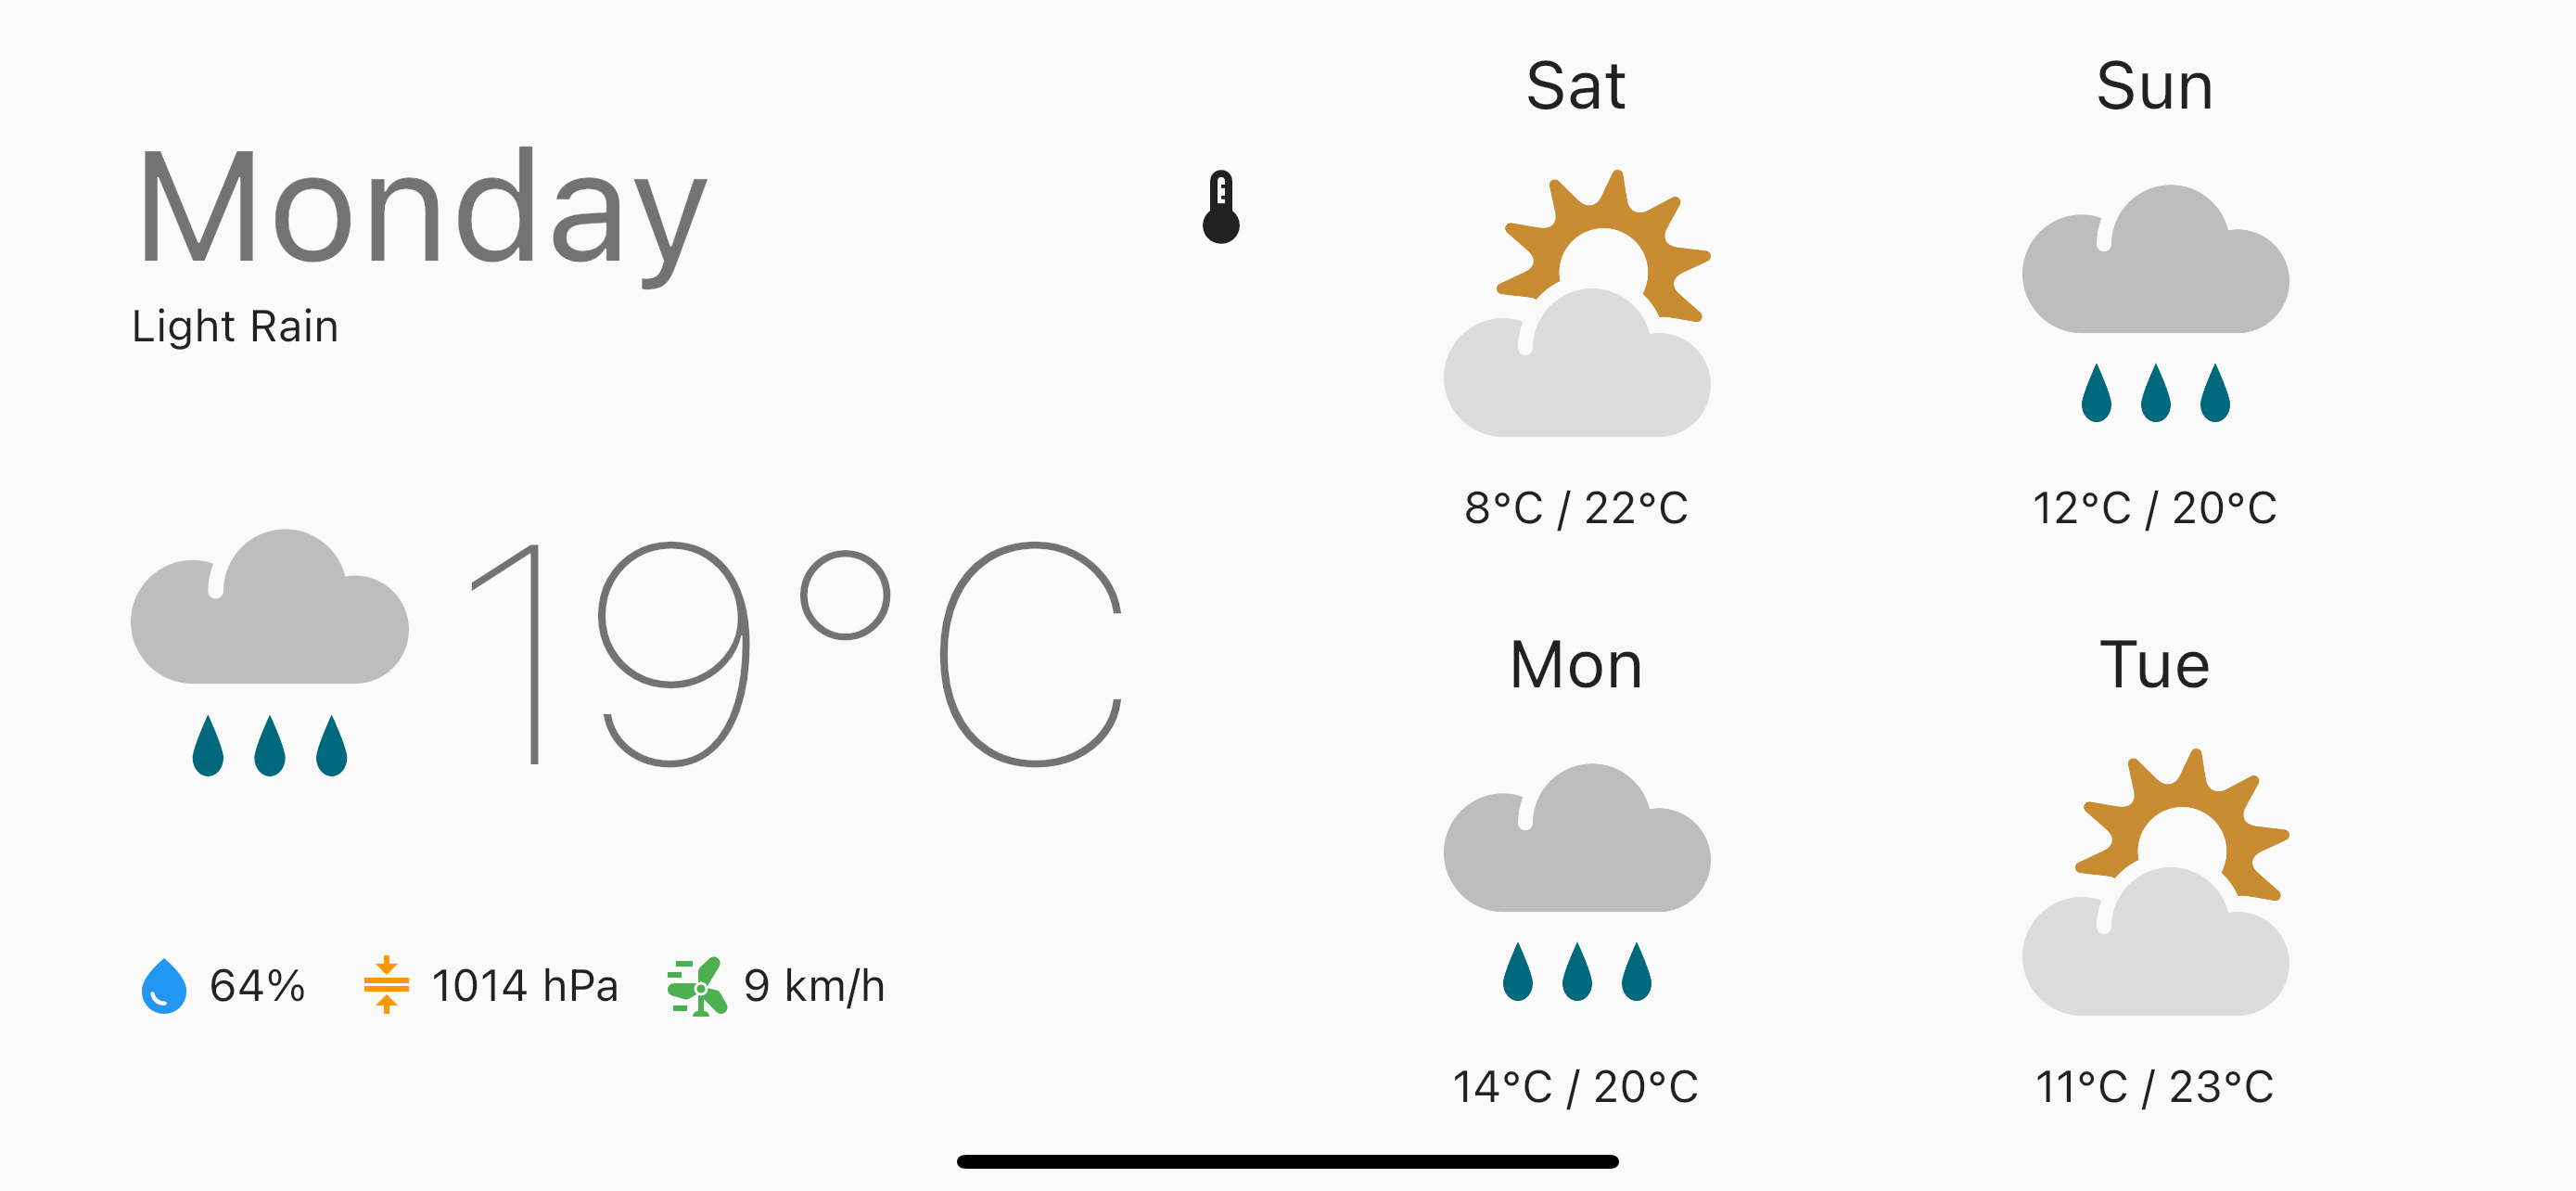 Monday
Light Rain
19°C
64% 1014 hPa 9 km/h
Sat
8°C / 22°C
Sun
12°C / 20°C
Mon
14°C / 20°C
Tue
11°C / 23°C